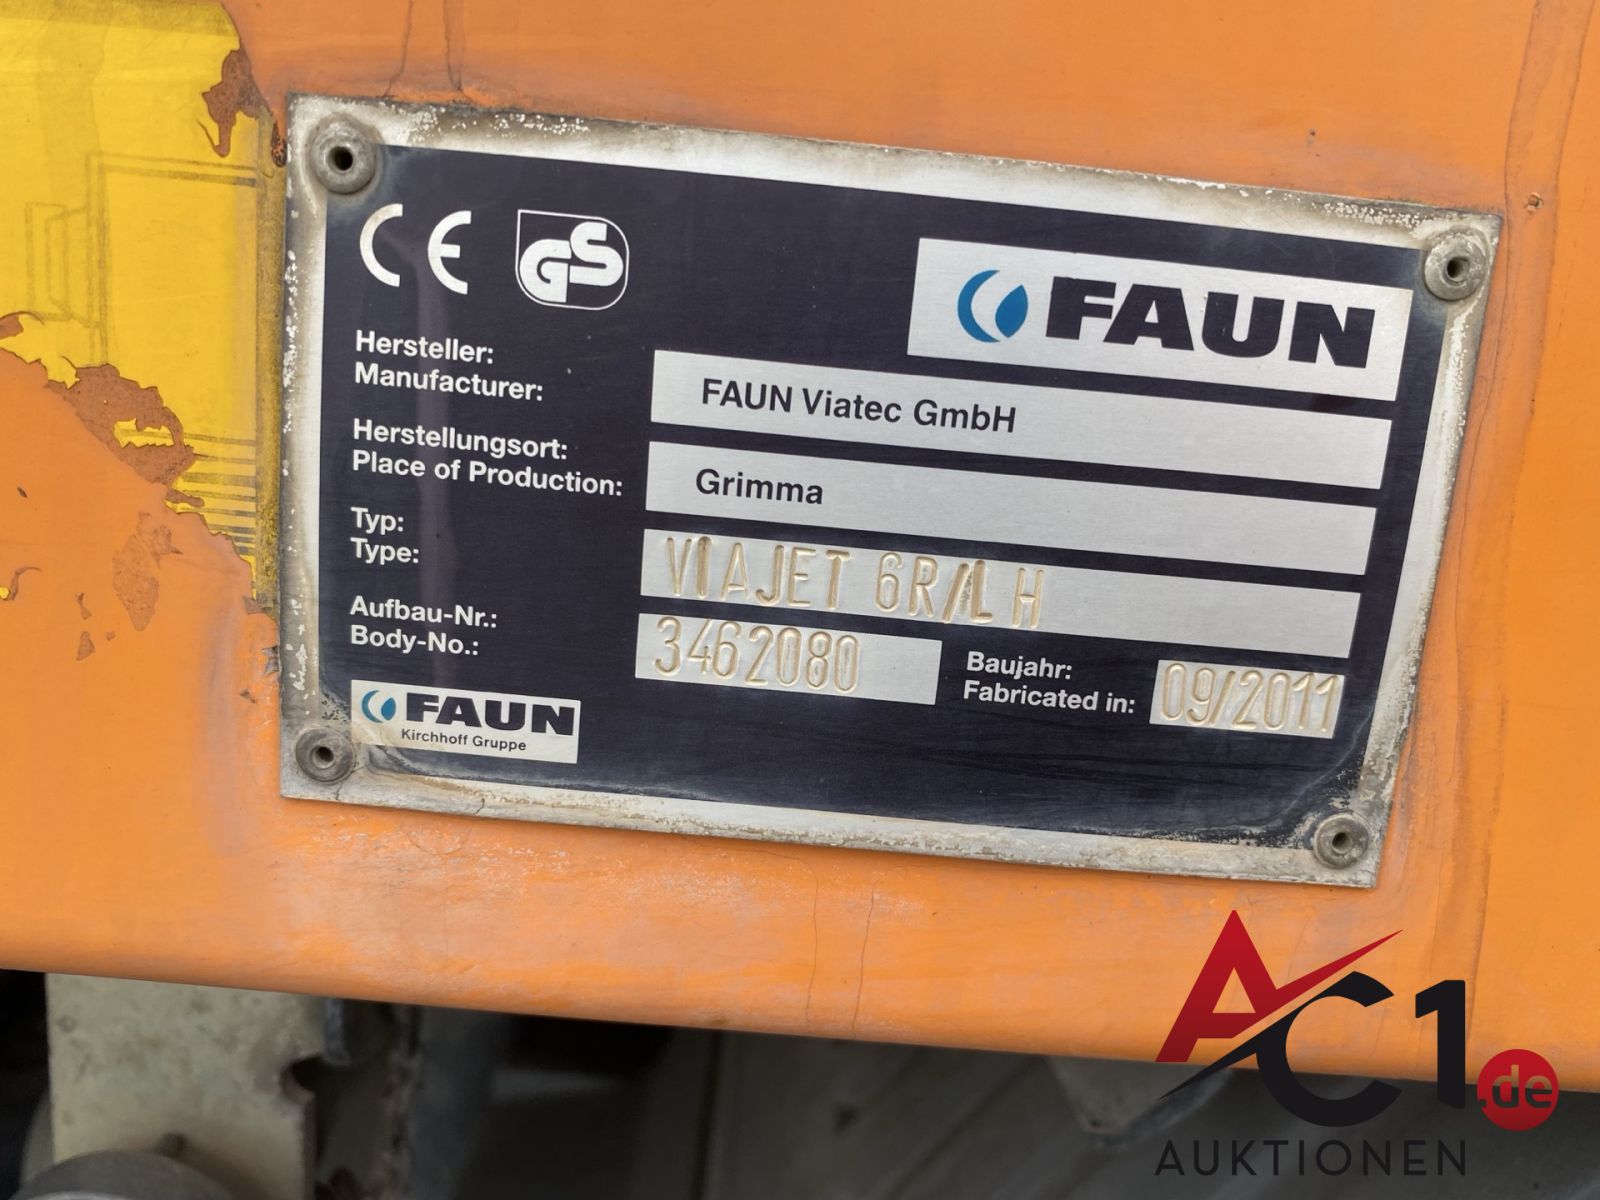 CE GS
FAUN
Hersteller:
Manufacturer:
FAUN Viatec GmbH
Herstellungsort:
Place of Production:
Grimma
Typ:
Type:
VIAJET 6R/L H
Aufbau-Nr.:
Body-No.:
3462080
Baujahr:
Fabricated in:
09/2011
FAUN
Kirchhoff Gruppe
AC1.de
AUKTIONEN